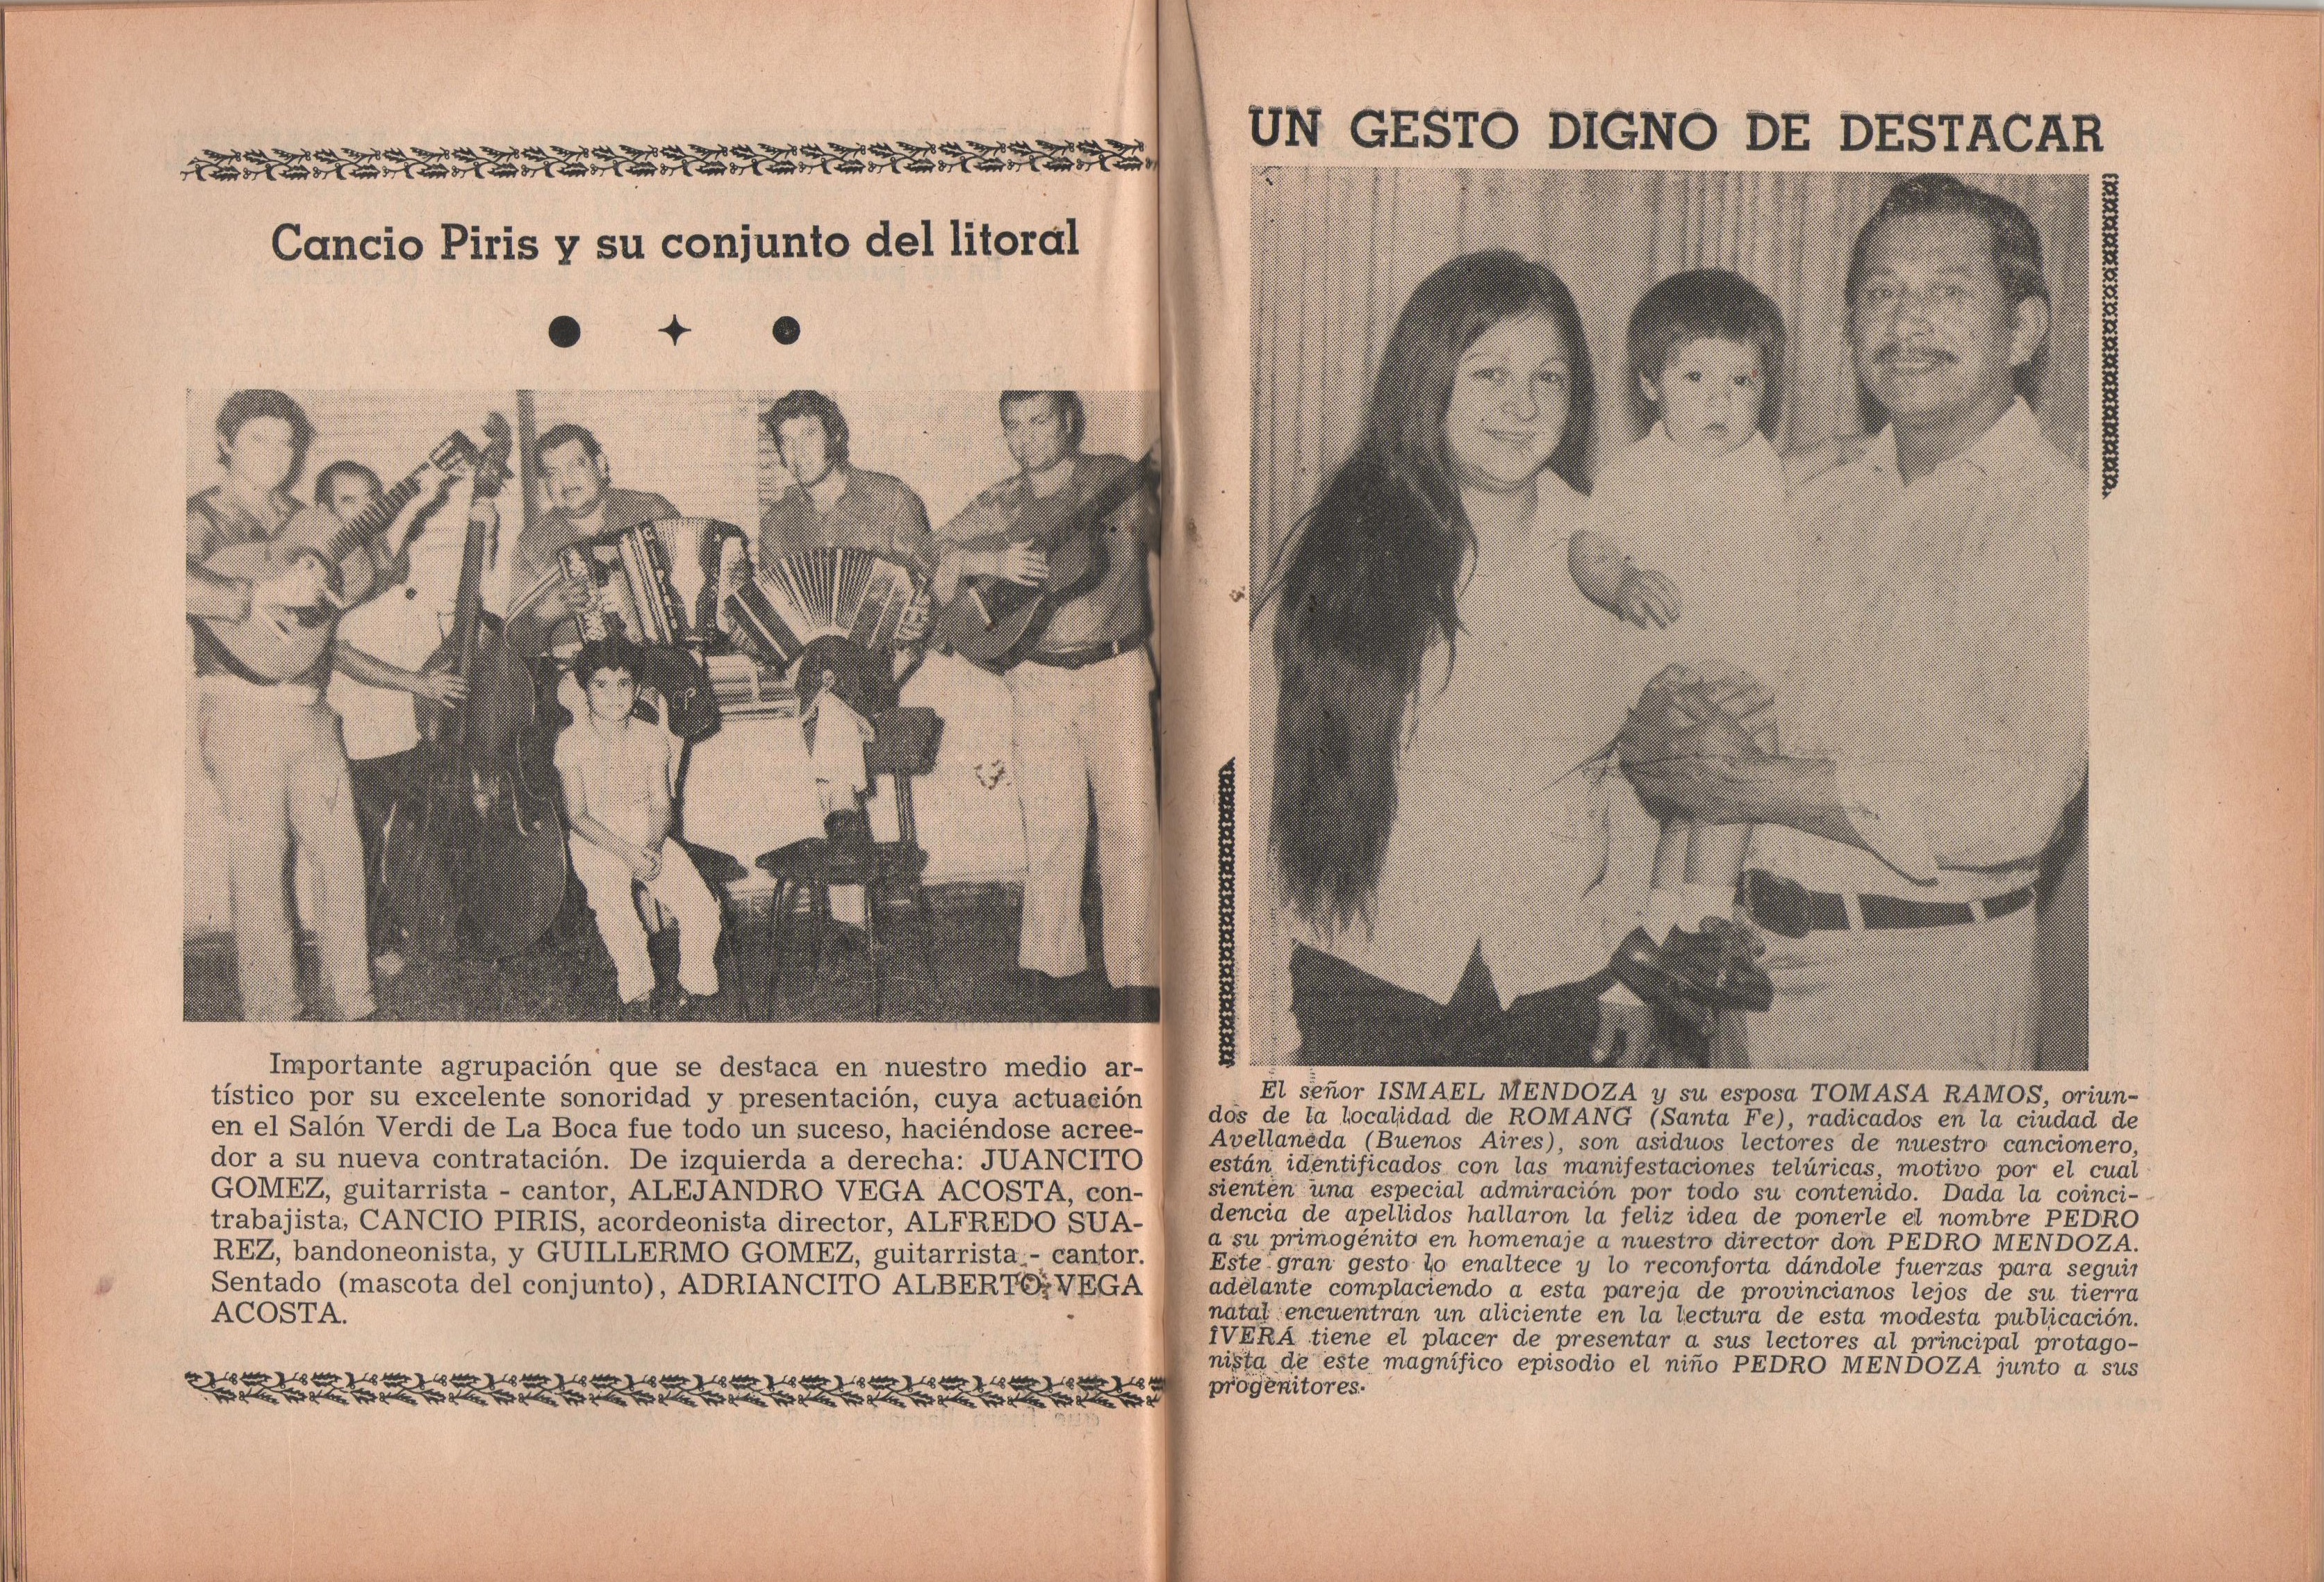 Cancio Piris y su conjunto del litoral
Importante agrupación que se destaca en nuestro medio ar-
tístico por su excelente sonoridad y presentación, cuya actuación
en el Salón Verdi de La Boca fue todo un suceso, haciéndose acree-
dor a su nueva contratación. De izquierda a derecha: JUANCITO
GOMEZ, guitarrista - cantor, ALEJANDRO VEGA ACOSTA, con-
trabajista, CANCIO PIRIS, acordeonista director, ALFREDO SUA-
REZ, bandoneonista, y GUILLERMO GOMEZ, guitarrista - cantor.
Sentado (mascota del conjunto), ADRIANCITO ALBERTO VEGA
ACOSTA.
UN GESTO DIGNO DE DESTACAR
El señor ISMAEL MENDOZA y su esposa TOMASA RAMOS, oriun-
dos de la localidad de ROMANG (Santa Fe), radicados en la ciudad de
Avellaneda (Buenos Aires), son asiduos lectores de nuestro cancionero,
están identificados con las manifestaciones telúricas, motivo por el cual
sienten una especial admiración por todo su contenido. Dada la coinci-
dencia de apellidos hallaron la feliz idea de ponerle el nombre PEDRO
a su primogénito en homenaje a nuestro director don PEDRO MENDOZA.
Este gran gesto lo enaltece y lo reconforta dándole fuerzas para seguir
adelante complaciendo a esta pareja de provincianos lejos de su tierra
natal encuentran un aliciente en la lectura de esta modesta publicación.
IVERÁ tiene el placer de presentar a sus lectores al principal protago-
nista de este magnífico episodio el niño PEDRO MENDOZA junto a sus
progenitores.